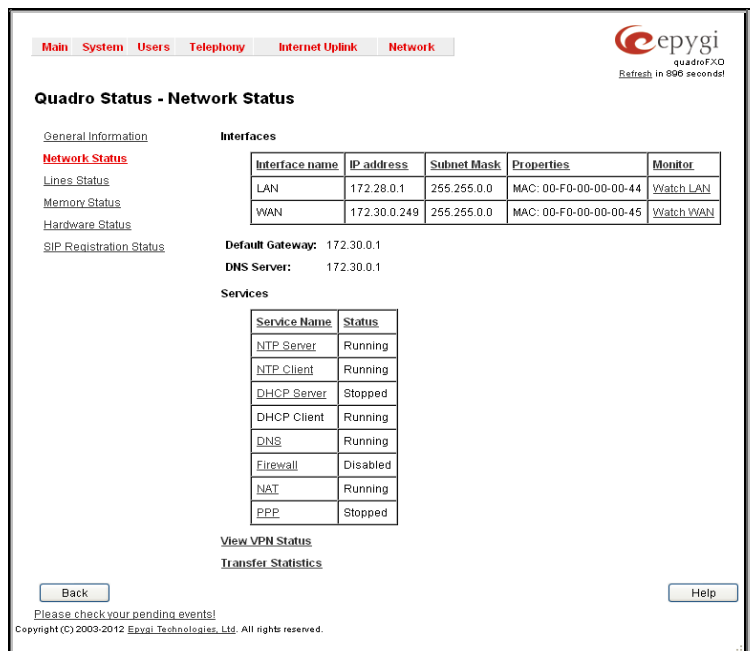 Main System Users Telephony Internet Uplink Network
epygi
quadroFXO
Refresh in 896 seconds!
Quadro Status - Network Status
General Information
Network Status
Lines Status
Memory Status
Hardware Status
SIP Registration Status
Interfaces
Interface name IP address Subnet Mask Properties Monitor
LAN 172.28.0.1 255.255.0.0 MAC: 00-F0-00-00-00-44 Watch LAN
WAN 172.30.0.249 255.255.0.0 MAC: 00-F0-00-00-00-45 Watch WAN
Default Gateway: 172.30.0.1
DNS Server: 172.30.0.1
Services
Service Name Status
NTP Server Running
NTP Client Running
DHCP Server Stopped
DHCP Client Running
DNS Running
Firewall Disabled
NAT Running
PPP Stopped
View VPN Status
Transfer Statistics
Back Help
Please check your pending events!
Copyright (C) 2003-2012 Epygi Technologies, Ltd. All rights reserved.